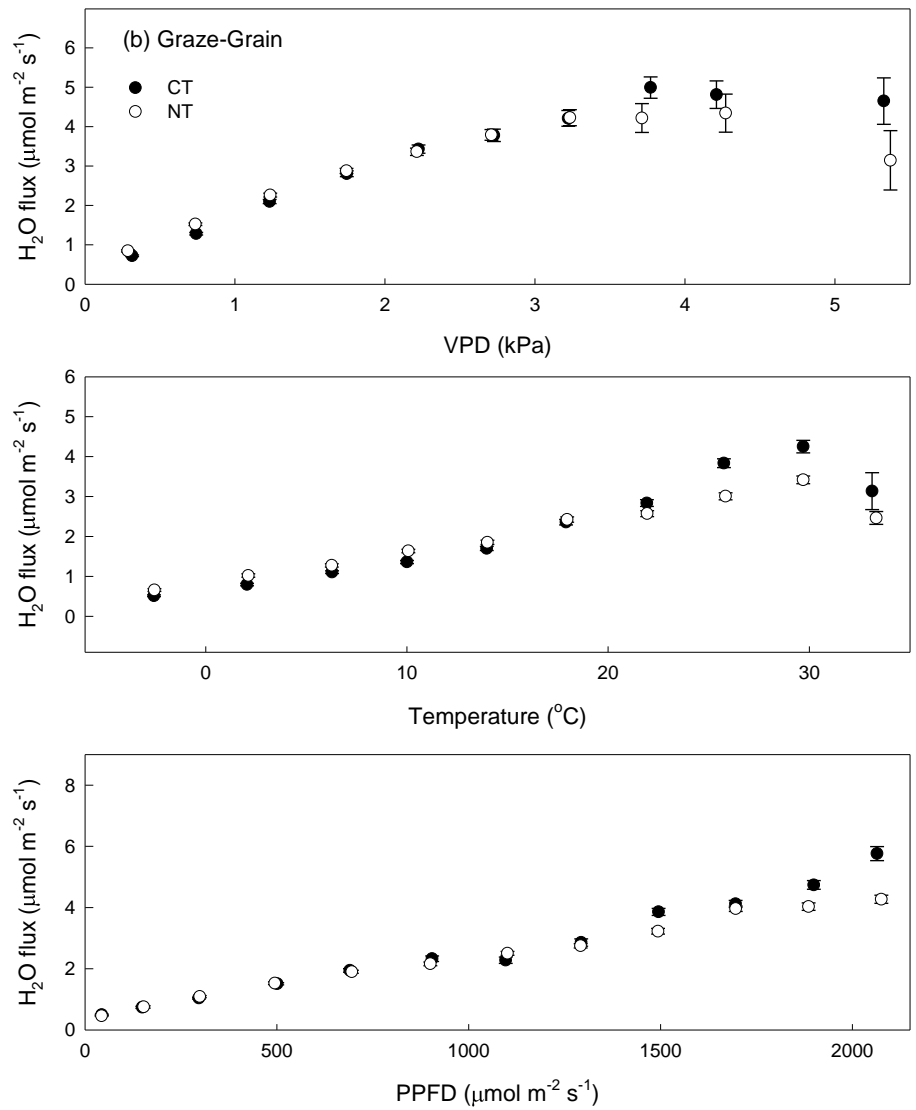 (b) Graze-Grain
CT
NT
H₂O flux (μmol m⁻² s⁻¹)
6
5
4
3
2
1
0
0 1 2 3 4 5
VPD (kPa)
H₂O flux (μmol m⁻² s⁻¹)
6
5
4
3
2
1
0
0 10 20 30
Temperature (°C)
H₂O flux (μmol m⁻² s⁻¹)
8
6
4
2
0
0 500 1000 1500 2000
PPFD (μmol m⁻² s⁻¹)